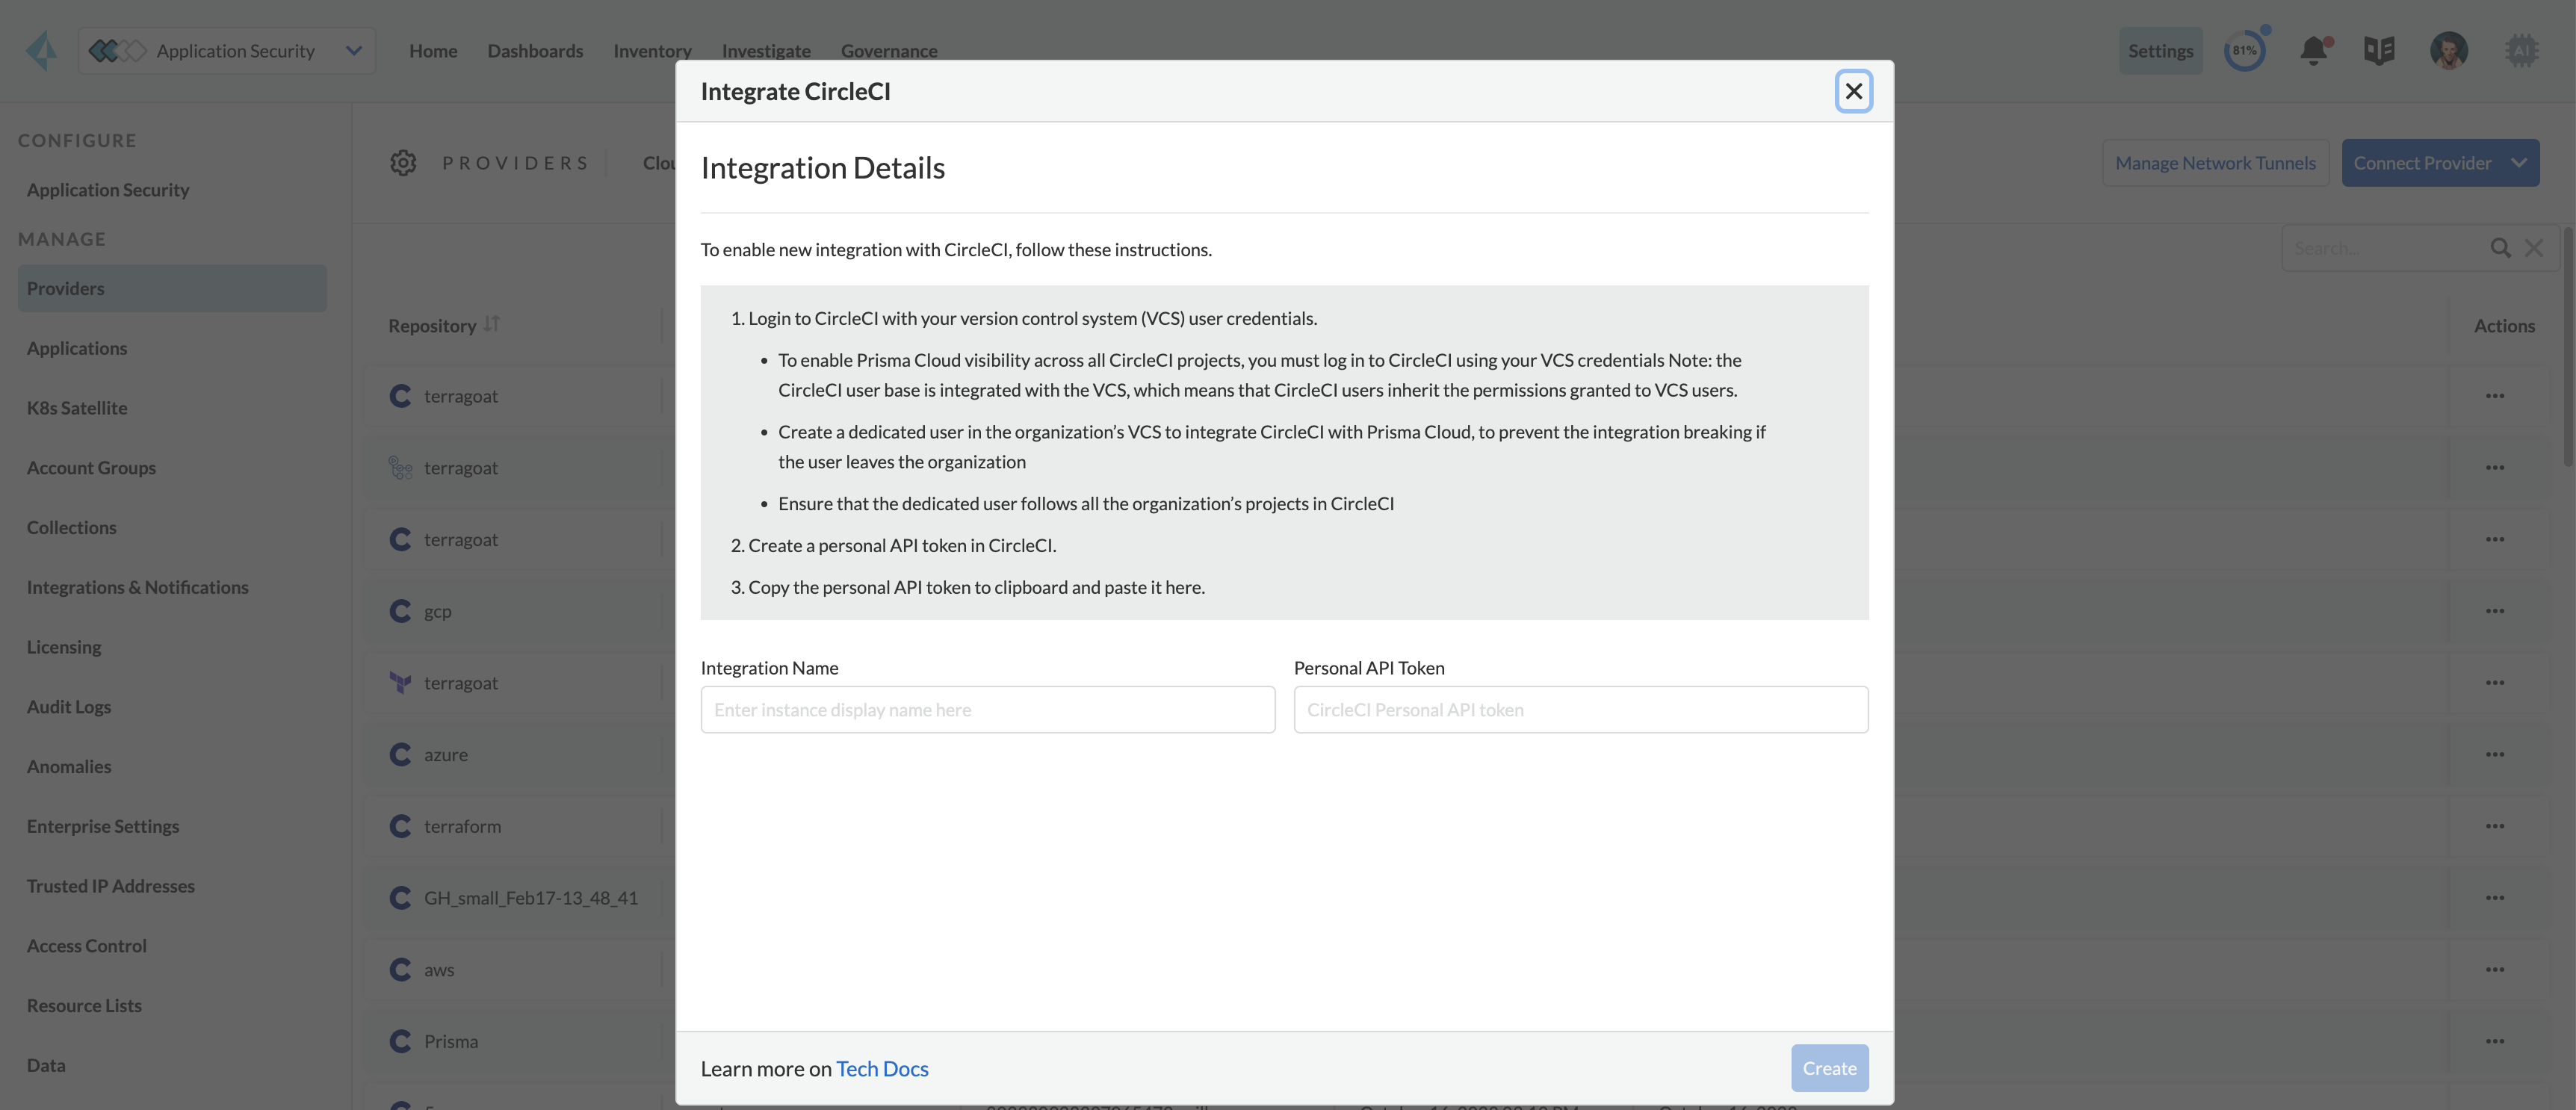 Application Security
Home
Dashboards
Inventory
Investigate
Governance
Settings
81%
AI
CONFIGURE
Application Security
MANAGE
Providers
Applications
K8s Satellite
Account Groups
Collections
Integrations & Notifications
Licensing
Audit Logs
Anomalies
Enterprise Settings
Trusted IP Addresses
Access Control
Resource Lists
Data
PROVIDERS
Manage Network Tunnels
Connect Provider
Search...
Repository
Actions
terragoat
terragoat
terragoat
gcp
terragoat
azure
terraform
GH_small_Feb17-13_48_41
aws
Prisma
Integrate CircleCI
Integration Details
To enable new integration with CircleCI, follow these instructions.
1. Login to CircleCI with your version control system (VCS) user credentials.
• To enable Prisma Cloud visibility across all CircleCI projects, you must log in to CircleCI using your VCS credentials Note: the
CircleCI user base is integrated with the VCS, which means that CircleCI users inherit the permissions granted to VCS users.
• Create a dedicated user in the organization’s VCS to integrate CircleCI with Prisma Cloud, to prevent the integration breaking if
the user leaves the organization
• Ensure that the dedicated user follows all the organization’s projects in CircleCI
2. Create a personal API token in CircleCI.
3. Copy the personal API token to clipboard and paste it here.
Integration Name
Personal API Token
Enter instance display name here
CircleCI Personal API token
Learn more on Tech Docs
Create